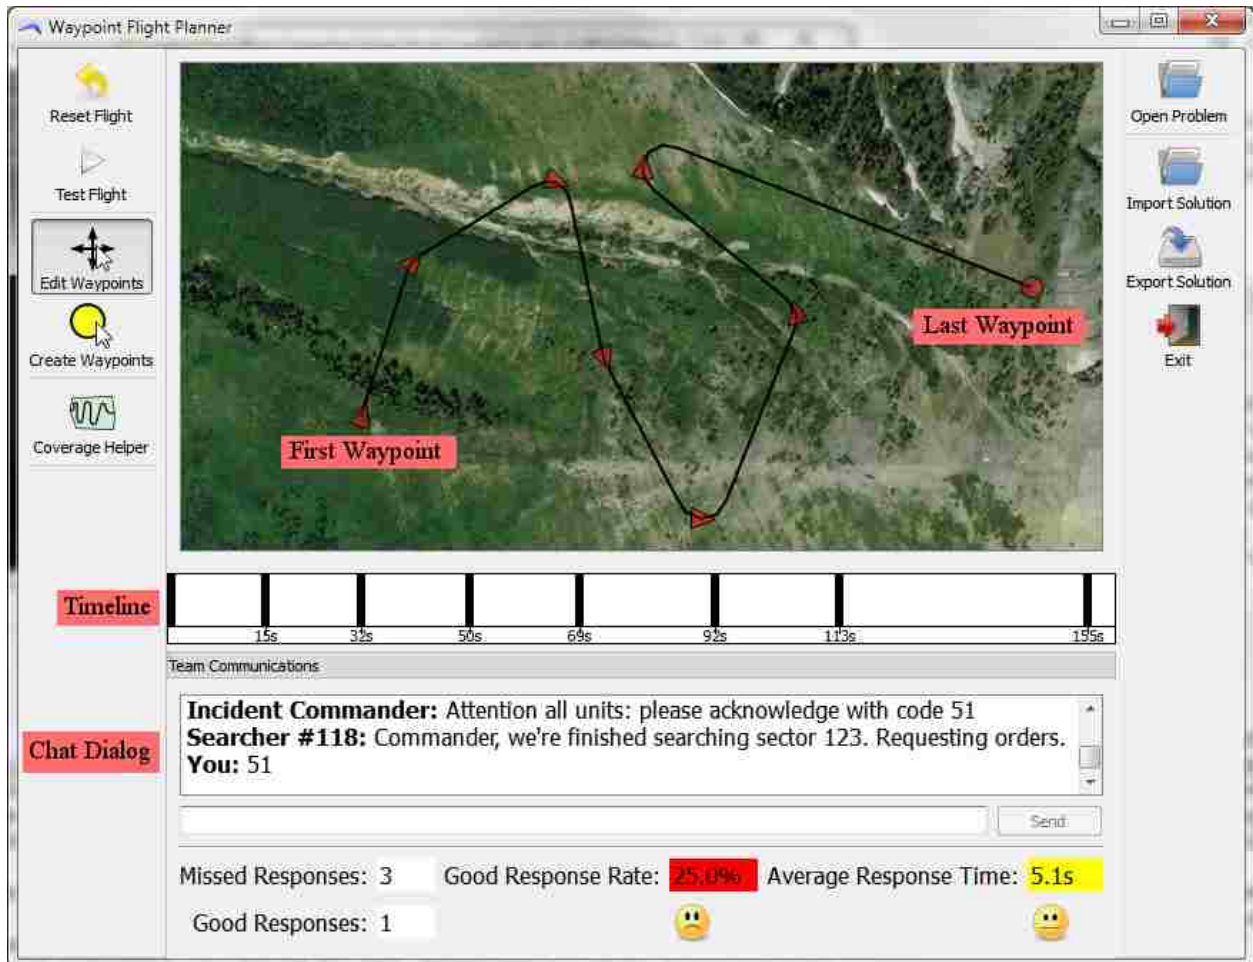 Waypoint Flight Planner
Reset Flight
Test Flight
Edit Waypoints
Create Waypoints
Coverage Helper
Open Problem
Import Solution
Export Solution
Exit
Last Waypoint
First Waypoint
Timeline
15s 32s 50s 69s 92s 113s 155s
Team Communications
Chat Dialog
Incident Commander: Attention all units: please acknowledge with code 51
Searcher #118: Commander, we're finished searching sector 123. Requesting orders.
You: 51
Send
Missed Responses: 3 Good Response Rate: 25.0% Average Response Time: 5.1s
Good Responses: 1